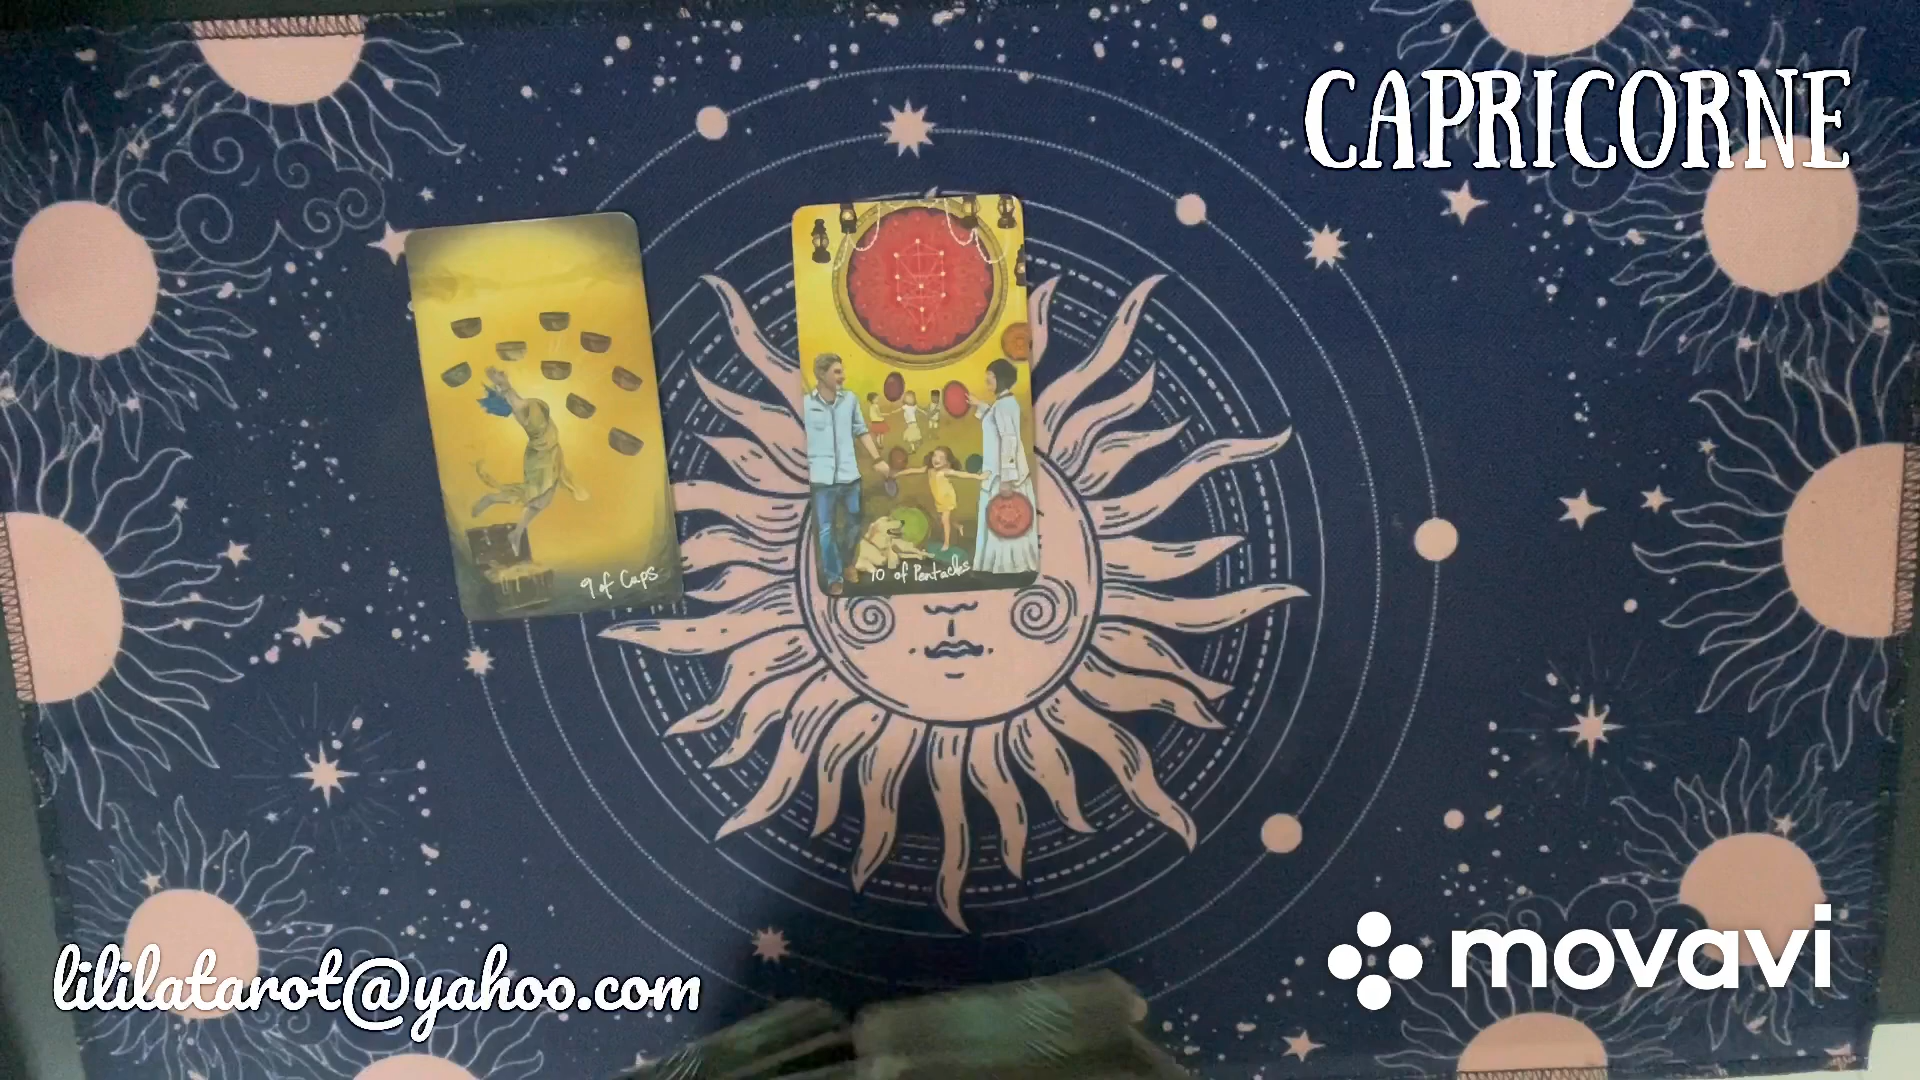 CAPRICORNE
9 of Cups
10 of Pentacles
lililatarot@yahoo.com
movavi